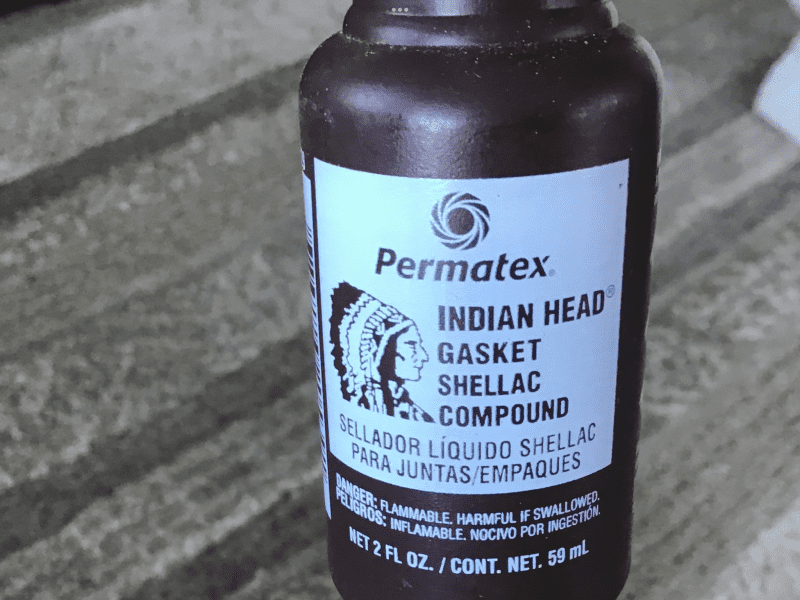 Permatex®
INDIAN HEAD®
GASKET
SHELLAC
COMPOUND
SELLADOR LÍQUIDO SHELLAC
PARA JUNTAS/EMPAQUES
DANGER: FLAMMABLE. HARMFUL IF SWALLOWED.
PELIGROS: INFLAMABLE. NOCIVO POR INGESTIÓN.
NET 2 FL OZ. / CONT. NET. 59 mL